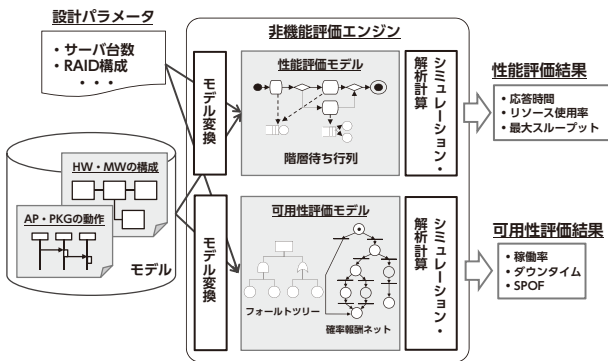 設計パラメータ
・サーバ台数
・RAID構成
・・・
HW・MWの構成
AP・PKGの動作
モデル
非機能評価エンジン
モデル変換
性能評価モデル
階層待ち行列
シミュレーション・
解析計算
モデル変換
可用性評価モデル
フォールトツリー
確率報酬ネット
シミュレーション・
解析計算
性能評価結果
・応答時間
・リソース使用率
・最大スループット
可用性評価結果
・稼働率
・ダウンタイム
・SPOF